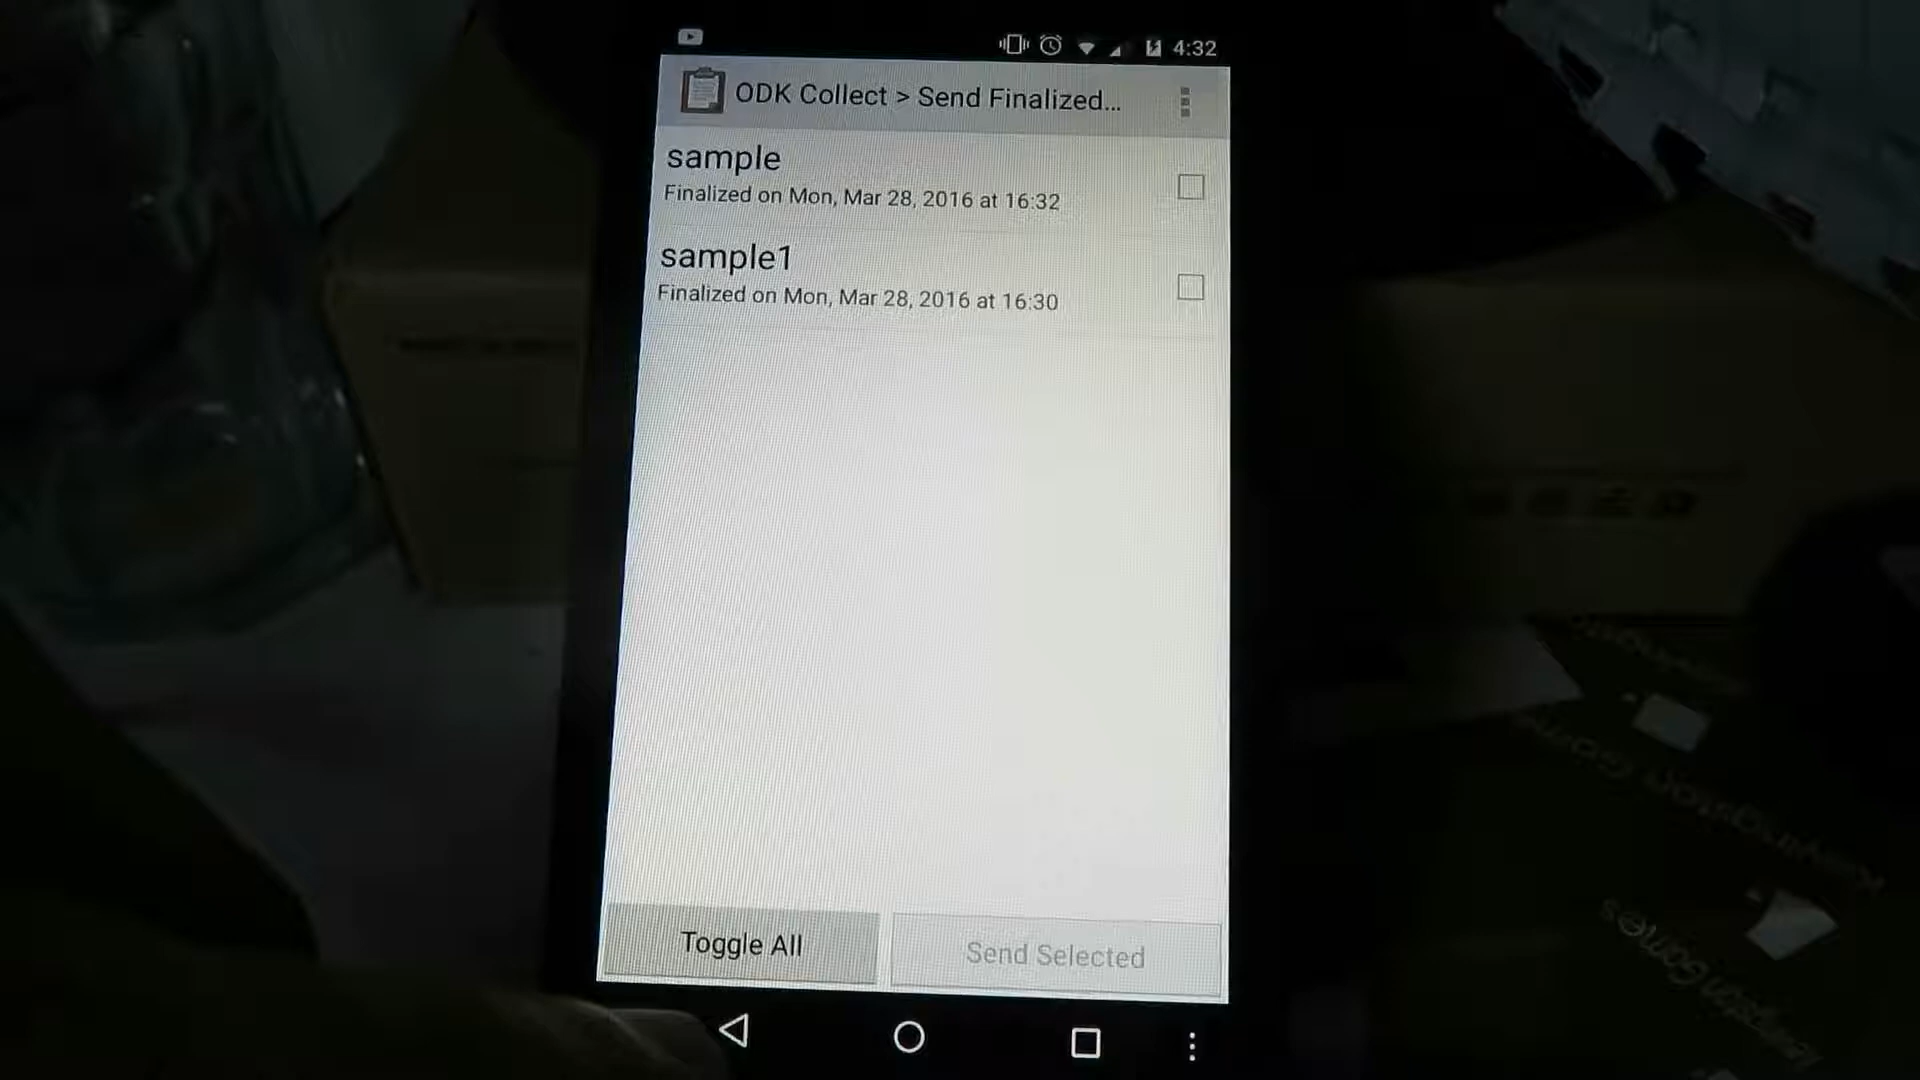 4:32
ODK Collect > Send Finalized...
sample
Finalized on Mon, Mar 28, 2016 at 16:32
sample1
Finalized on Mon, Mar 28, 2016 at 16:30
Toggle All
Send Selected